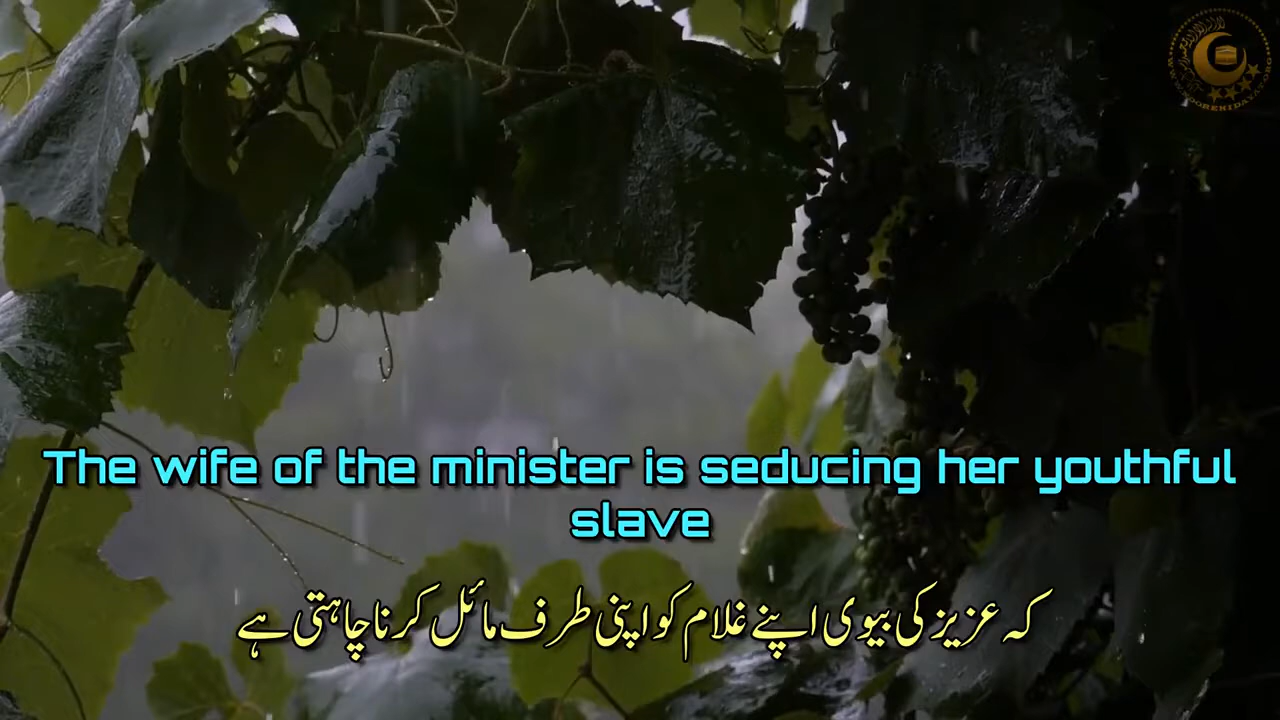 The wife of the minister is seducing her youthful
slave
کہ عزیز کی بیوی اپنے غلام کو اپنی طرف مائل کرنا چاہتی ہے